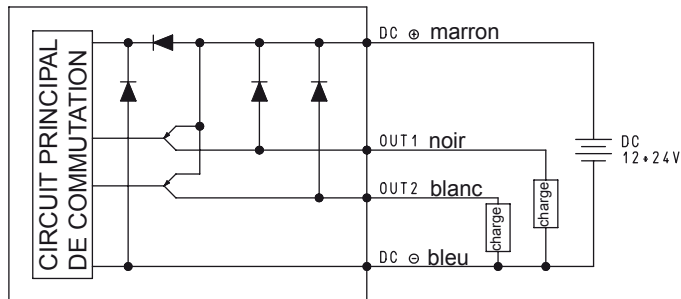 CIRCUIT PRINCIPAL
DE COMMUTATION
DC ⊕ marron
OUT1 noir
OUT2 blanc
DC ⊖ bleu
charge
charge
DC
12÷24V